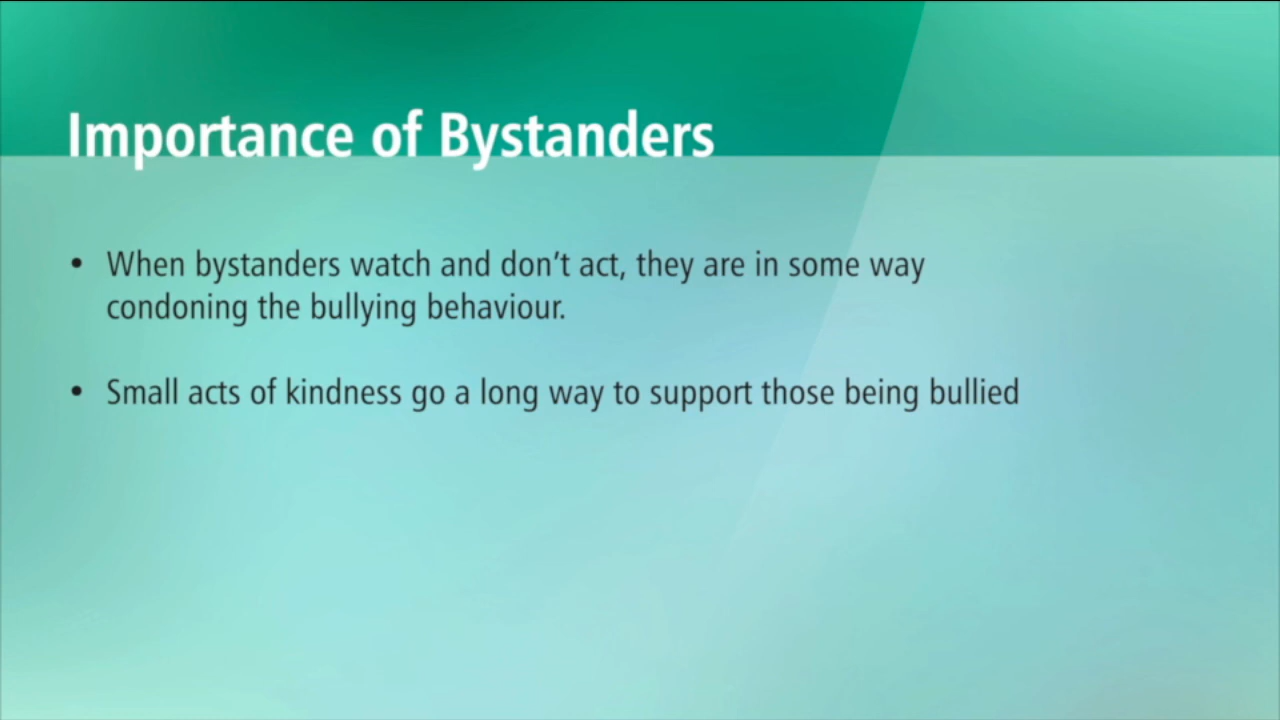 Importance of Bystanders
• When bystanders watch and don’t act, they are in some way
condoning the bullying behaviour.
• Small acts of kindness go a long way to support those being bullied